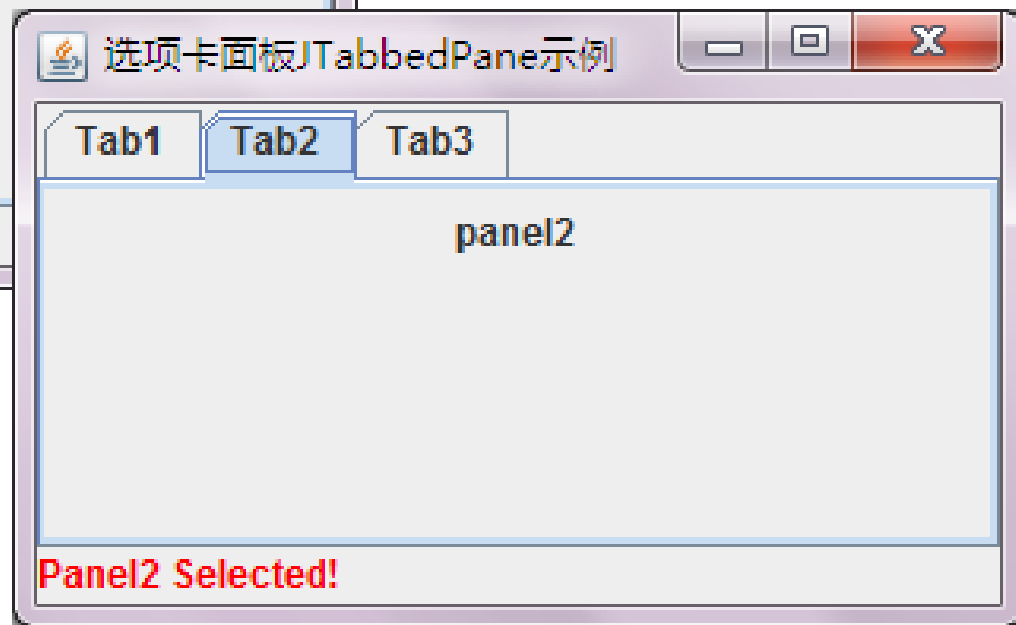 选项卡面板JTabbedPane示例
Tab1 Tab2 Tab3
panel2
Panel2 Selected!